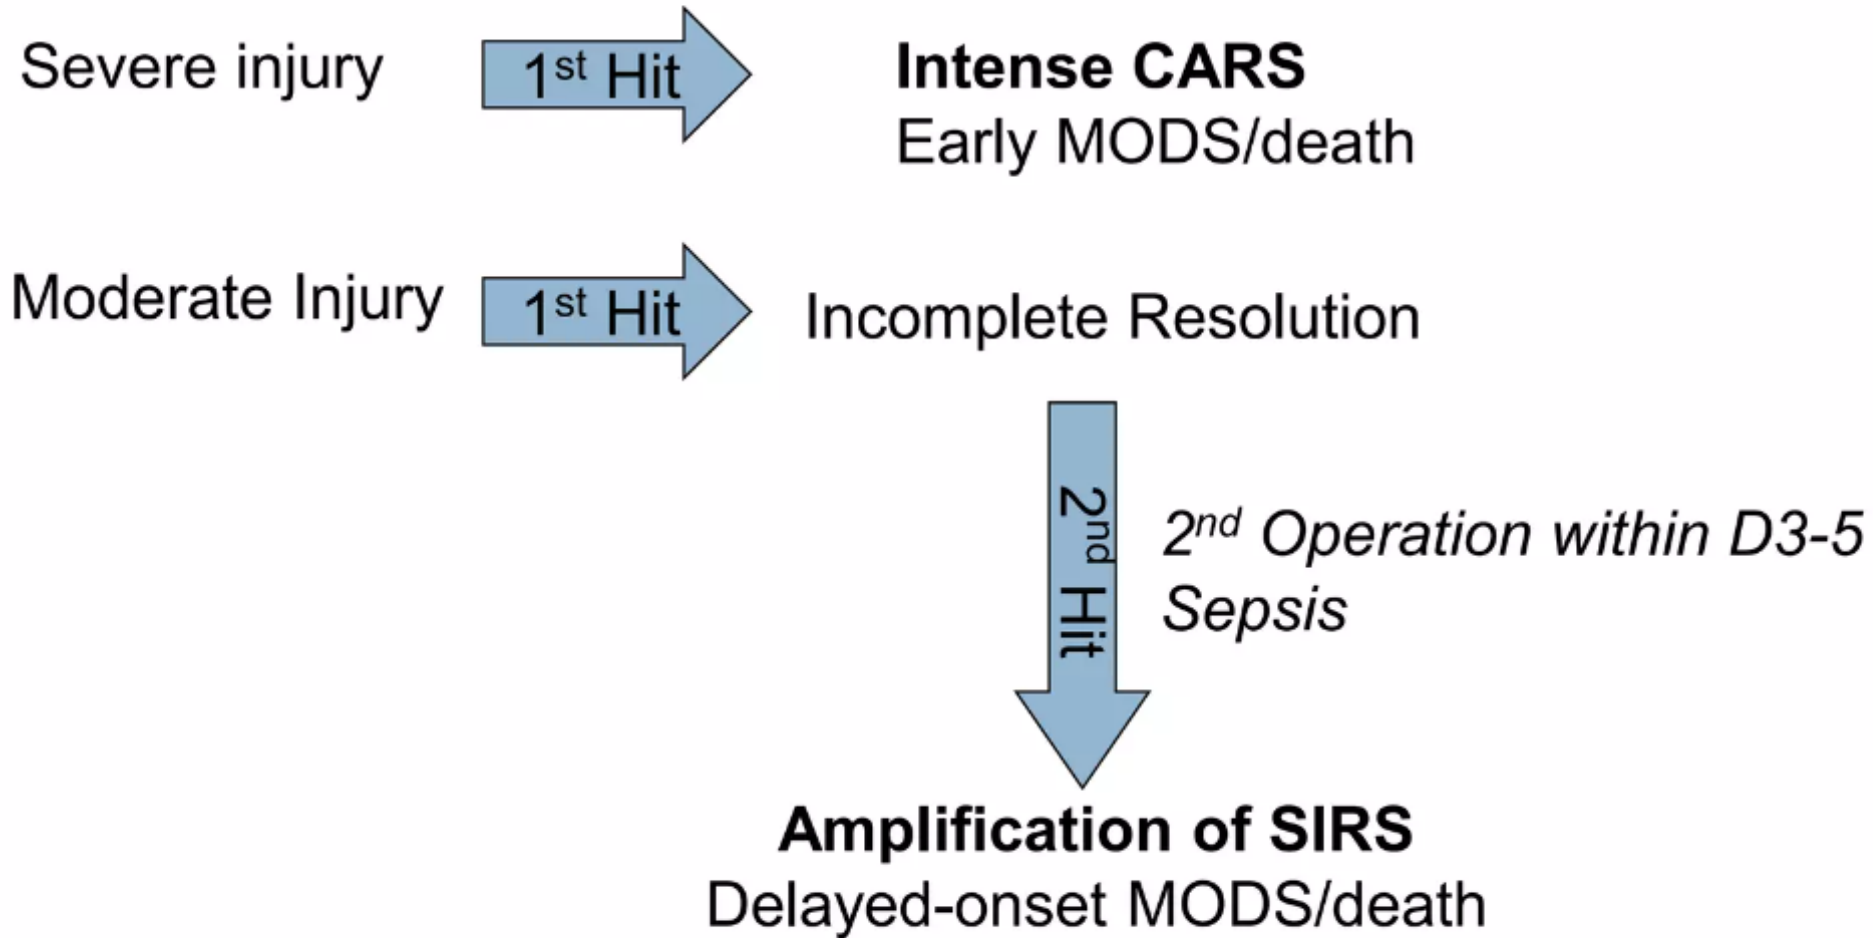 Severe injury
1st Hit
Intense CARS
Early MODS/death
Moderate Injury
1st Hit
Incomplete Resolution
2nd Hit
2nd Operation within D3-5
Sepsis
Amplification of SIRS
Delayed-onset MODS/death